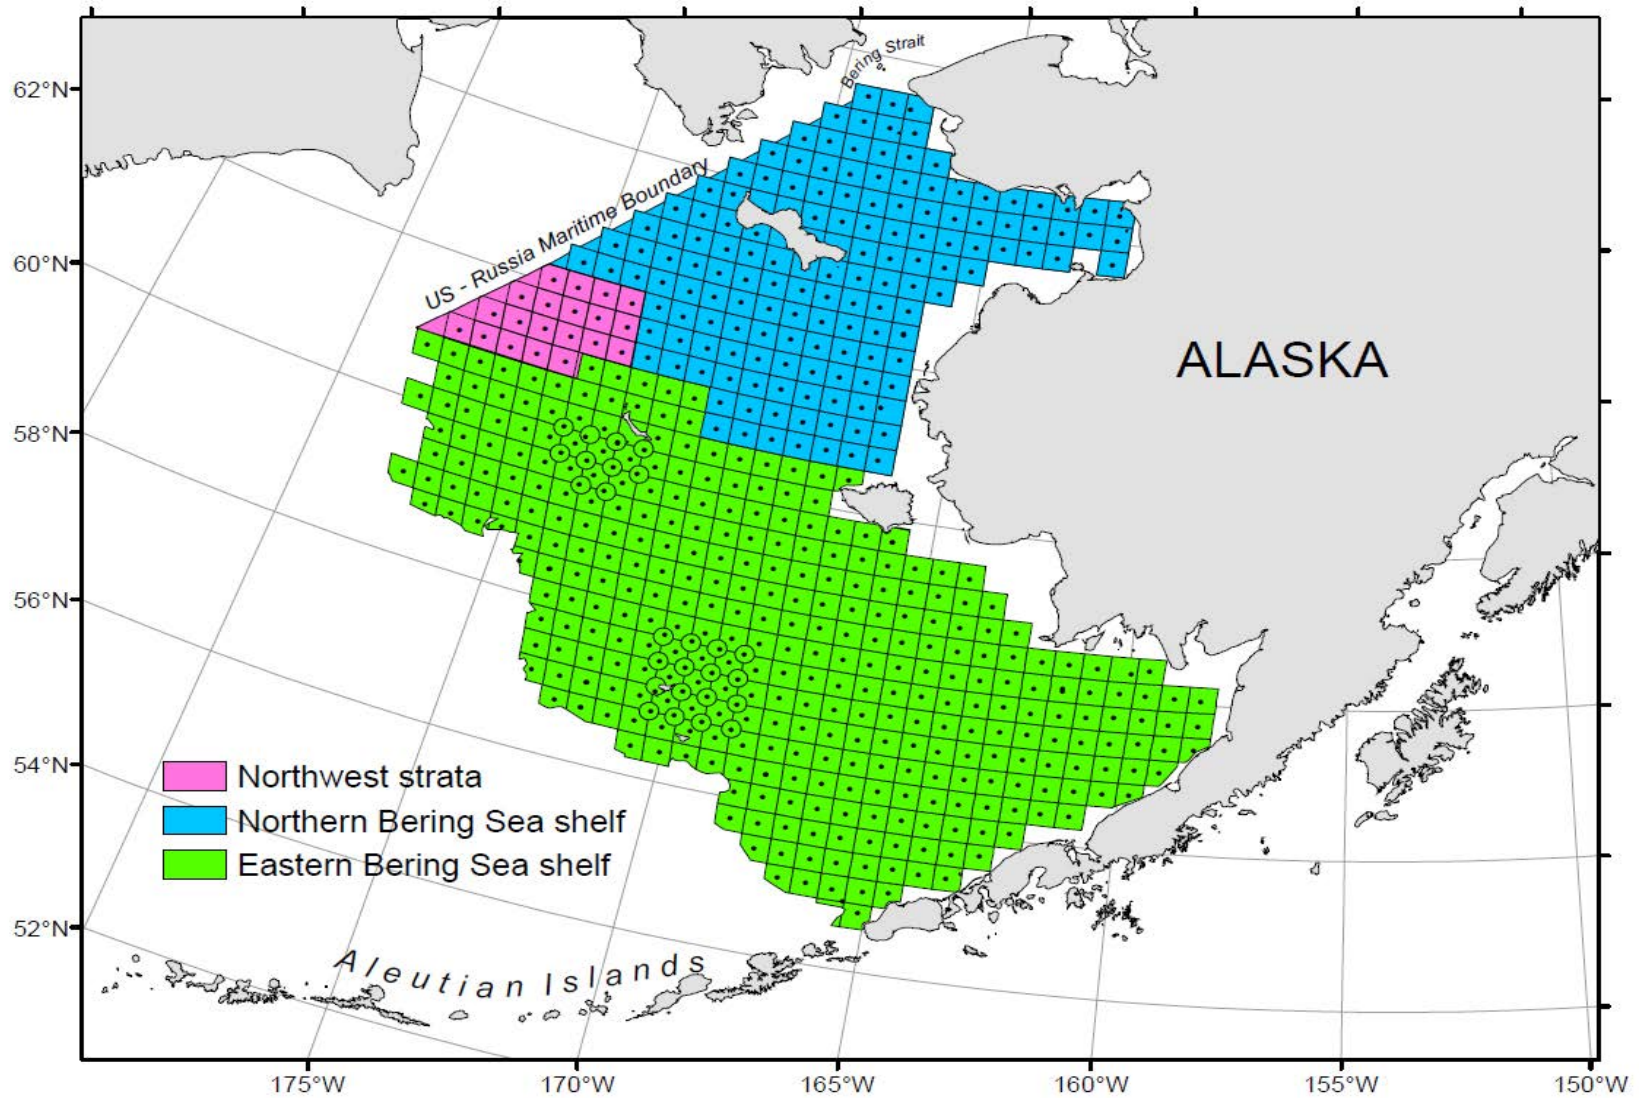 Bering Strait
62°N
US - Russia Maritime Boundary
60°N
ALASKA
58°N
56°N
54°N
Northwest strata
Northern Bering Sea shelf
Eastern Bering Sea shelf
52°N
Aleutian Islands
175°W
170°W
165°W
160°W
155°W
150°W